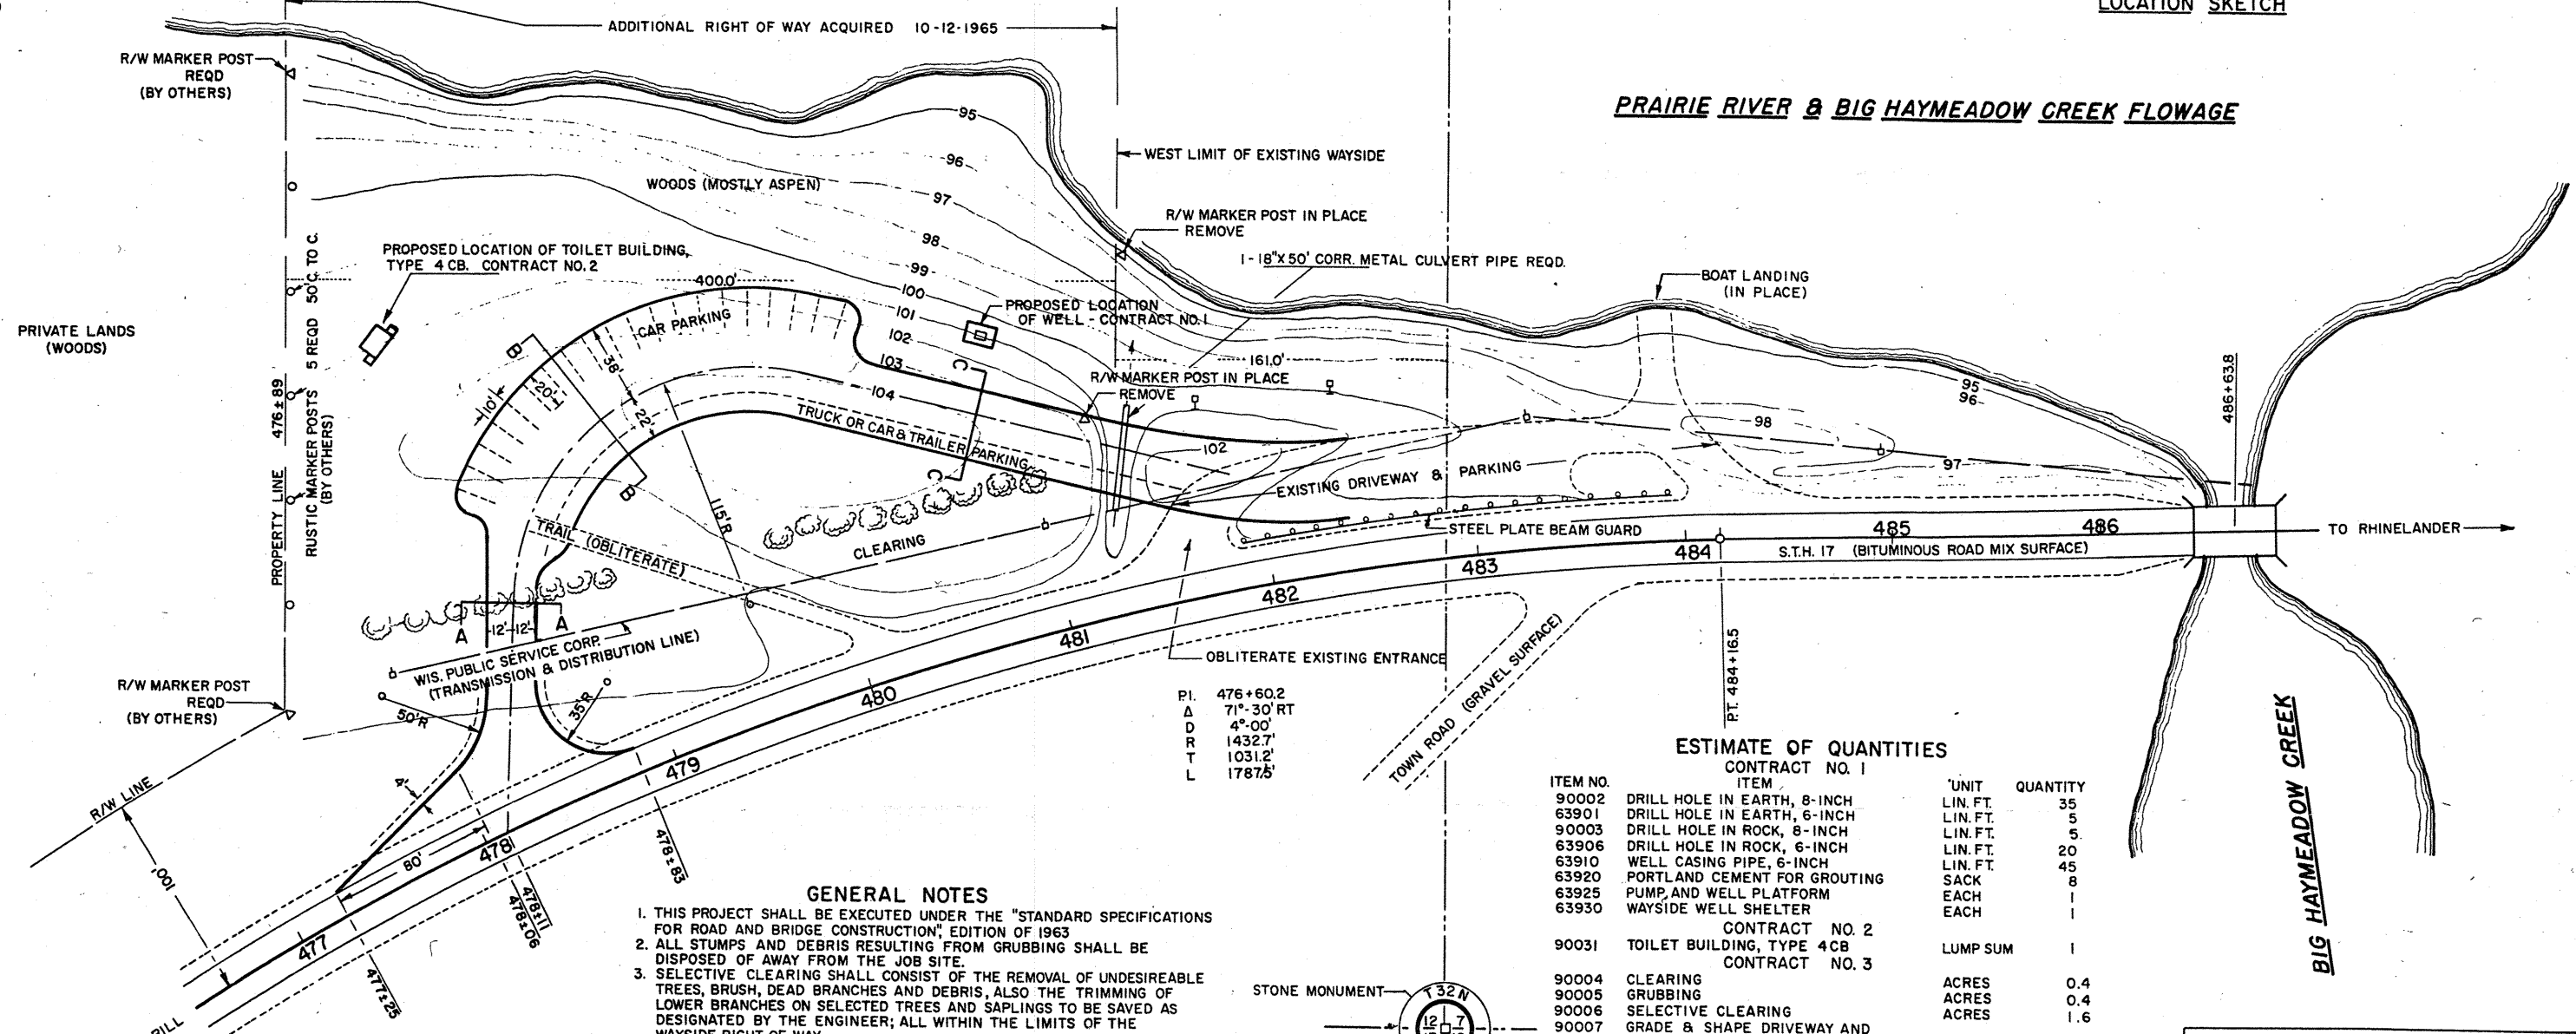 LOCATION SKETCH
ADDITIONAL RIGHT OF WAY ACQUIRED 10-12-1965
R/W MARKER POST
REQD
(BY OTHERS)
PRAIRIE RIVER & BIG HAYMEADOW CREEK FLOWAGE
95
96
97
98
99
100
101
102
103
104
WEST LIMIT OF EXISTING WAYSIDE
WOODS (MOSTLY ASPEN)
R/W MARKER POST IN PLACE
REMOVE
PROPOSED LOCATION OF TOILET BUILDING,
TYPE 4 CB. CONTRACT NO. 2
1-18"X 50' CORR. METAL CULVERT PIPE REQD.
BOAT LANDING
(IN PLACE)
400.0'
PROPOSED LOCATION
OF WELL - CONTRACT NO. 1
PRIVATE LANDS
(WOODS)
PROPERTY LINE 476±89
RUSTIC MARKER POSTS 5 REQD 50' C. TO C.
(BY OTHERS)
CAR PARKING
B
B
38'
20'
10'
22'
C
C
161.0'
R/W MARKER POST IN PLACE
REMOVE
TRUCK OR CAR & TRAILER PARKING
115'R
102
95
96
98
97
486+63.8
EXISTING DRIVEWAY & PARKING
STEEL PLATE BEAM GUARD
TRAIL (OBLITERATE)
CLEARING
485
486
TO RHINELANDER
484
S.T.H. 17 (BITUMINOUS ROAD MIX SURFACE)
483
482
481
480
479
478
477
A
12'
12'
A
WIS. PUBLIC SERVICE CORP.
(TRANSMISSION & DISTRIBUTION LINE)
OBLITERATE EXISTING ENTRANCE
TOWN ROAD (GRAVEL SURFACE)
P.T. 484+16.5
R/W MARKER POST
REQD
(BY OTHERS)
50'R
35'R
P.I. 476+60.2
Δ 71°-30' RT
D 4°-00'
R 1432.7'
T 1031.2'
L 1787.5'
R/W LINE
4'
80'
100'
478±83
478±11
478±06
477±25
BIG HAYMEADOW CREEK
ESTIMATE OF QUANTITIES
CONTRACT NO. 1
ITEM NO. ITEM UNIT QUANTITY
90002 DRILL HOLE IN EARTH, 8-INCH LIN. FT. 35
63901 DRILL HOLE IN EARTH, 6-INCH LIN. FT. 5
90003 DRILL HOLE IN ROCK, 8-INCH LIN. FT. 5
63906 DRILL HOLE IN ROCK, 6-INCH LIN. FT. 20
63910 WELL CASING PIPE, 6-INCH LIN. FT. 45
63920 PORTLAND CEMENT FOR GROUTING SACK 8
63925 PUMP AND WELL PLATFORM EACH 1
63930 WAYSIDE WELL SHELTER EACH 1
CONTRACT NO. 2
90031 TOILET BUILDING, TYPE 4CB LUMP SUM 1
CONTRACT NO. 3
90004 CLEARING ACRES 0.4
90005 GRUBBING ACRES 0.4
90006 SELECTIVE CLEARING ACRES 1.6
90007 GRADE & SHAPE DRIVEWAY AND
GENERAL NOTES
1. THIS PROJECT SHALL BE EXECUTED UNDER THE "STANDARD SPECIFICATIONS
FOR ROAD AND BRIDGE CONSTRUCTION", EDITION OF 1963
2. ALL STUMPS AND DEBRIS RESULTING FROM GRUBBING SHALL BE
DISPOSED OF AWAY FROM THE JOB SITE.
3. SELECTIVE CLEARING SHALL CONSIST OF THE REMOVAL OF UNDESIREABLE
TREES, BRUSH, DEAD BRANCHES AND DEBRIS, ALSO THE TRIMMING OF
LOWER BRANCHES ON SELECTED TREES AND SAPLINGS TO BE SAVED AS
DESIGNATED BY THE ENGINEER; ALL WITHIN THE LIMITS OF THE
WAYSIDE RIGHT OF WAY
STONE MONUMENT
T 32 N
12 7